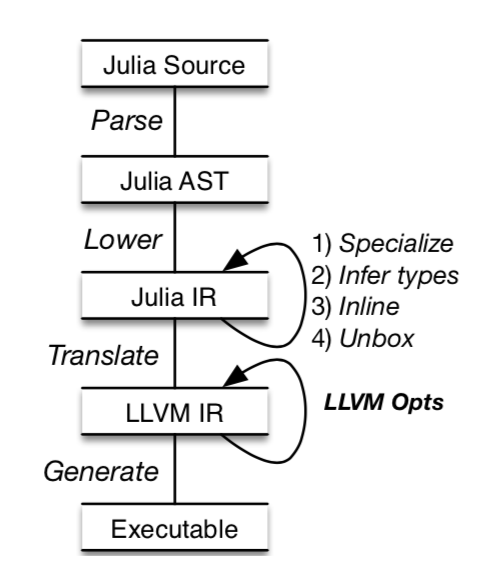 Julia Source
Parse
Julia AST
Lower
1) Specialize
2) Infer types
3) Inline
4) Unbox
Julia IR
Translate
LLVM Opts
LLVM IR
Generate
Executable